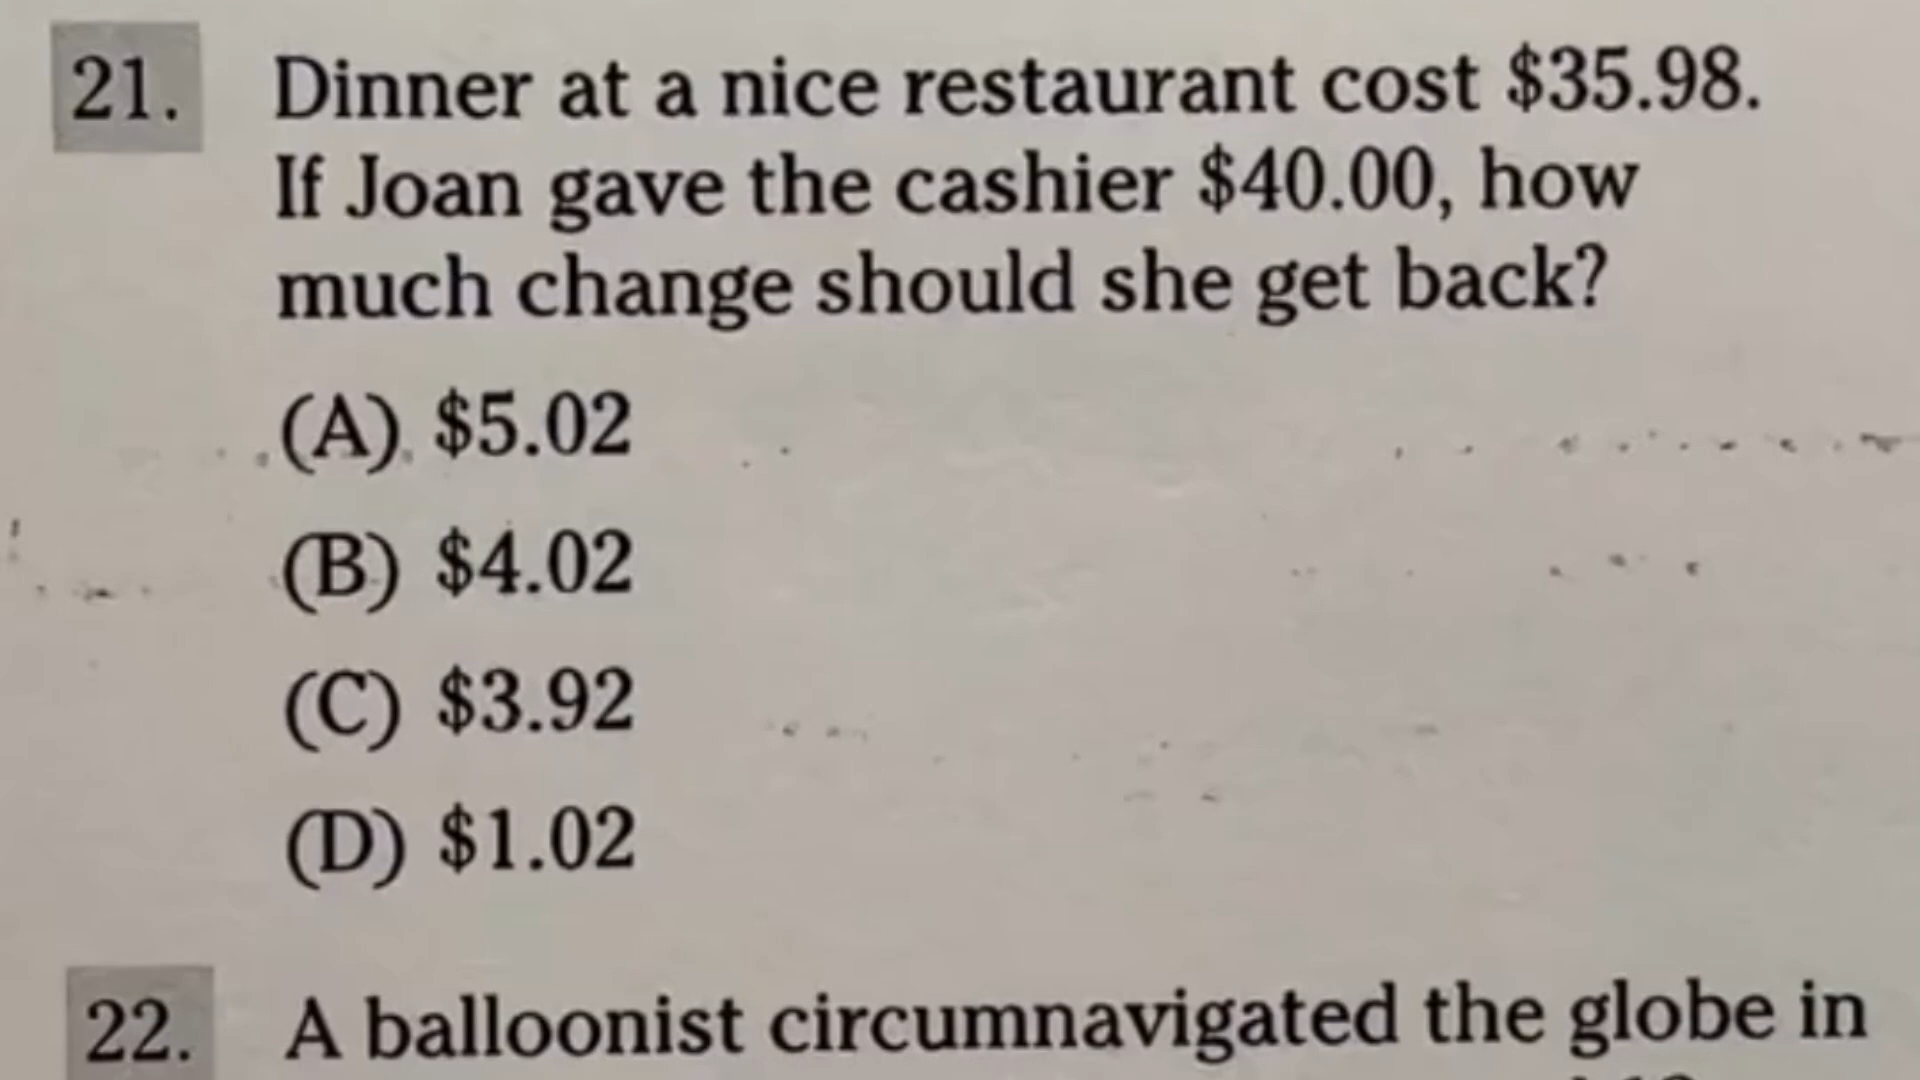 21. Dinner at a nice restaurant cost $35.98.
If Joan gave the cashier $40.00, how
much change should she get back?
(A) $5.02
(B) $4.02
(C) $3.92
(D) $1.02
22. A balloonist circumnavigated the globe in